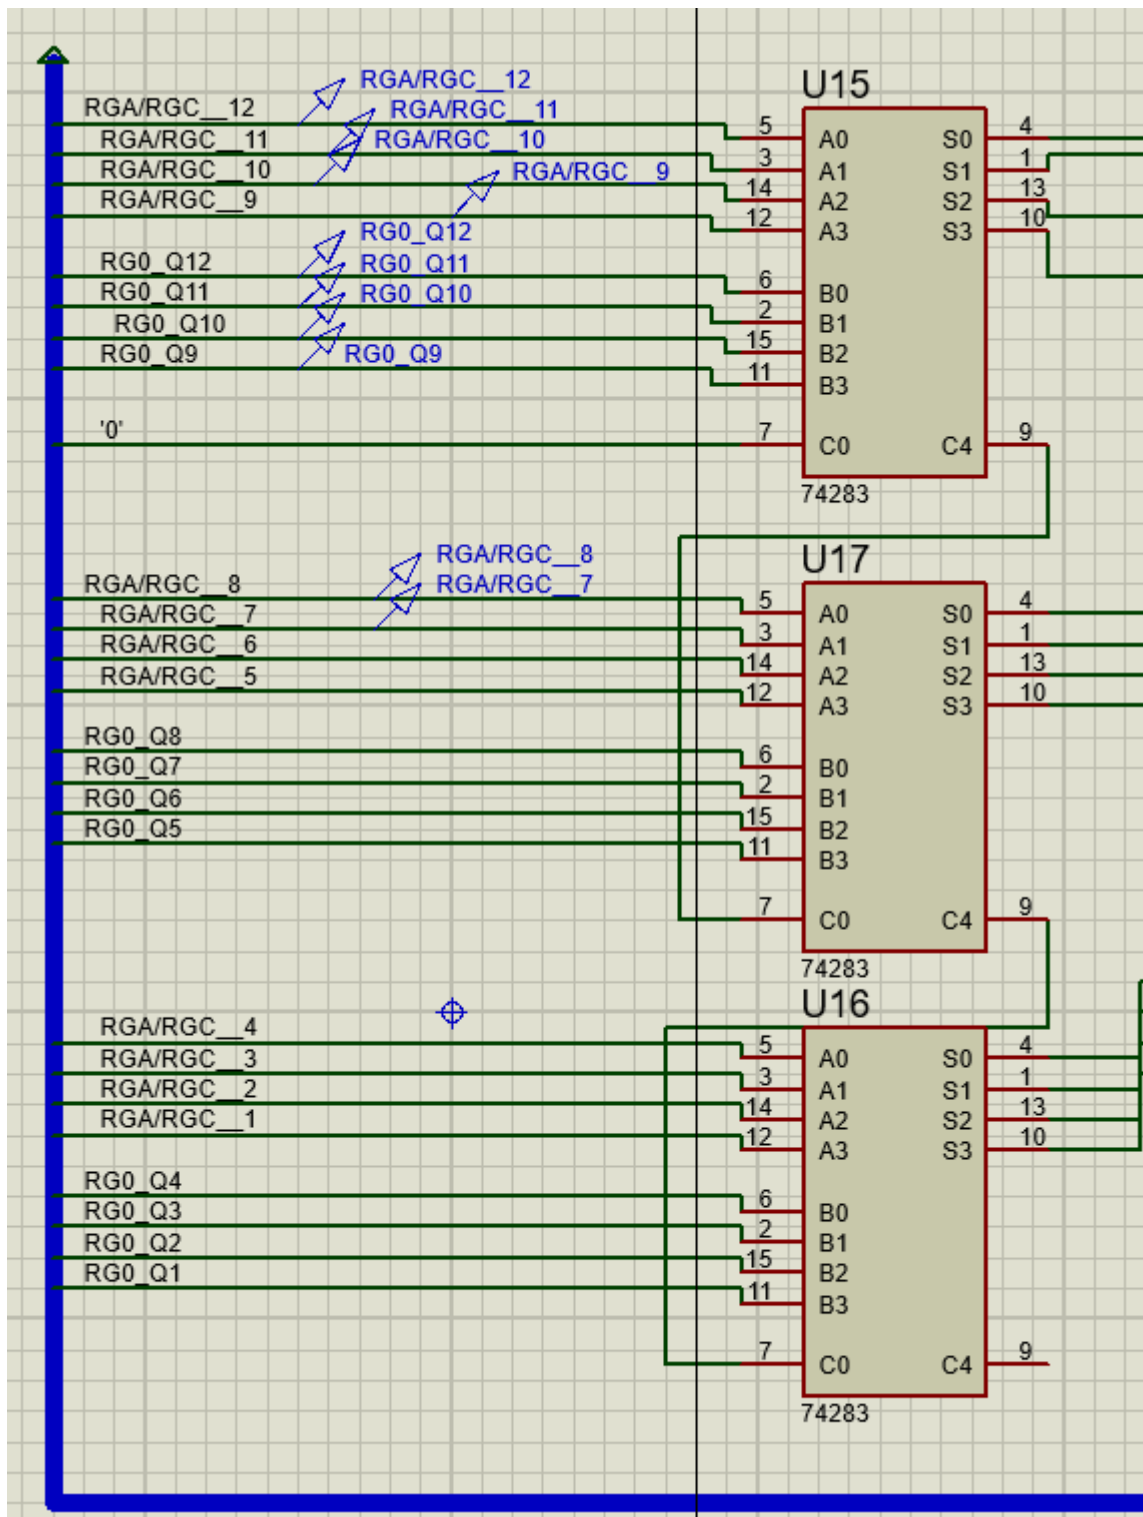 RGA/RGC__12
U15
RGA/RGC__12 RGA/RGC__11
RGA/RGC__11 RGA/RGC__10
5 A0 S0 4
3 A1 S1 1
RGA/RGC__10 RGA/RGC__9
14 A2 S2 13
RGA/RGC__9
12 A3 S3 10
RG0_Q12
RG0_Q12 RG0_Q11
6 B0
RG0_Q11 RG0_Q10
2 B1
RG0_Q10
15 B2
RG0_Q9 RG0_Q9
11 B3
'0'
7 C0 C4 9
74283
RGA/RGC__8
U17
RGA/RGC__8 RGA/RGC__7
5 A0 S0 4
RGA/RGC__7
3 A1 S1 1
RGA/RGC__6
14 A2 S2 13
RGA/RGC__5
12 A3 S3 10
RG0_Q8
6 B0
RG0_Q7
2 B1
RG0_Q6
15 B2
RG0_Q5
11 B3
7 C0 C4 9
74283
U16
RGA/RGC__4
5 A0 S0 4
RGA/RGC__3
3 A1 S1 1
RGA/RGC__2
14 A2 S2 13
RGA/RGC__1
12 A3 S3 10
RG0_Q4
6 B0
RG0_Q3
2 B1
RG0_Q2
15 B2
RG0_Q1
11 B3
7 C0 C4 9
74283